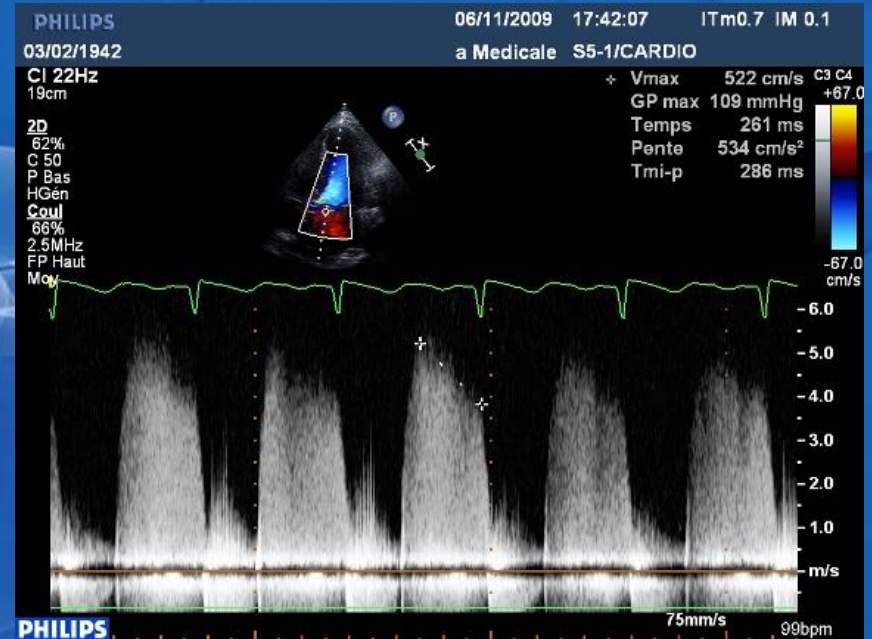 PHILIPS 06/11/2009 17:42:07 ITm0.7 IM 0.1
03/02/1942 a Medicale S5-1/CARDIO
CI 22Hz
19cm
2D
62%
C 50
P Bas
HGén
Coul
66%
2.5MHz
FP Haut
Moy
P
Vmax 522 cm/s
GP max 109 mmHg
Temps 261 ms
Pente 534 cm/s²
Tmi-p 286 ms
C3 C4
+67.0
-67.0
cm/s
6.0
5.0
4.0
3.0
2.0
1.0
m/s
75mm/s
99bpm
PHILIPS